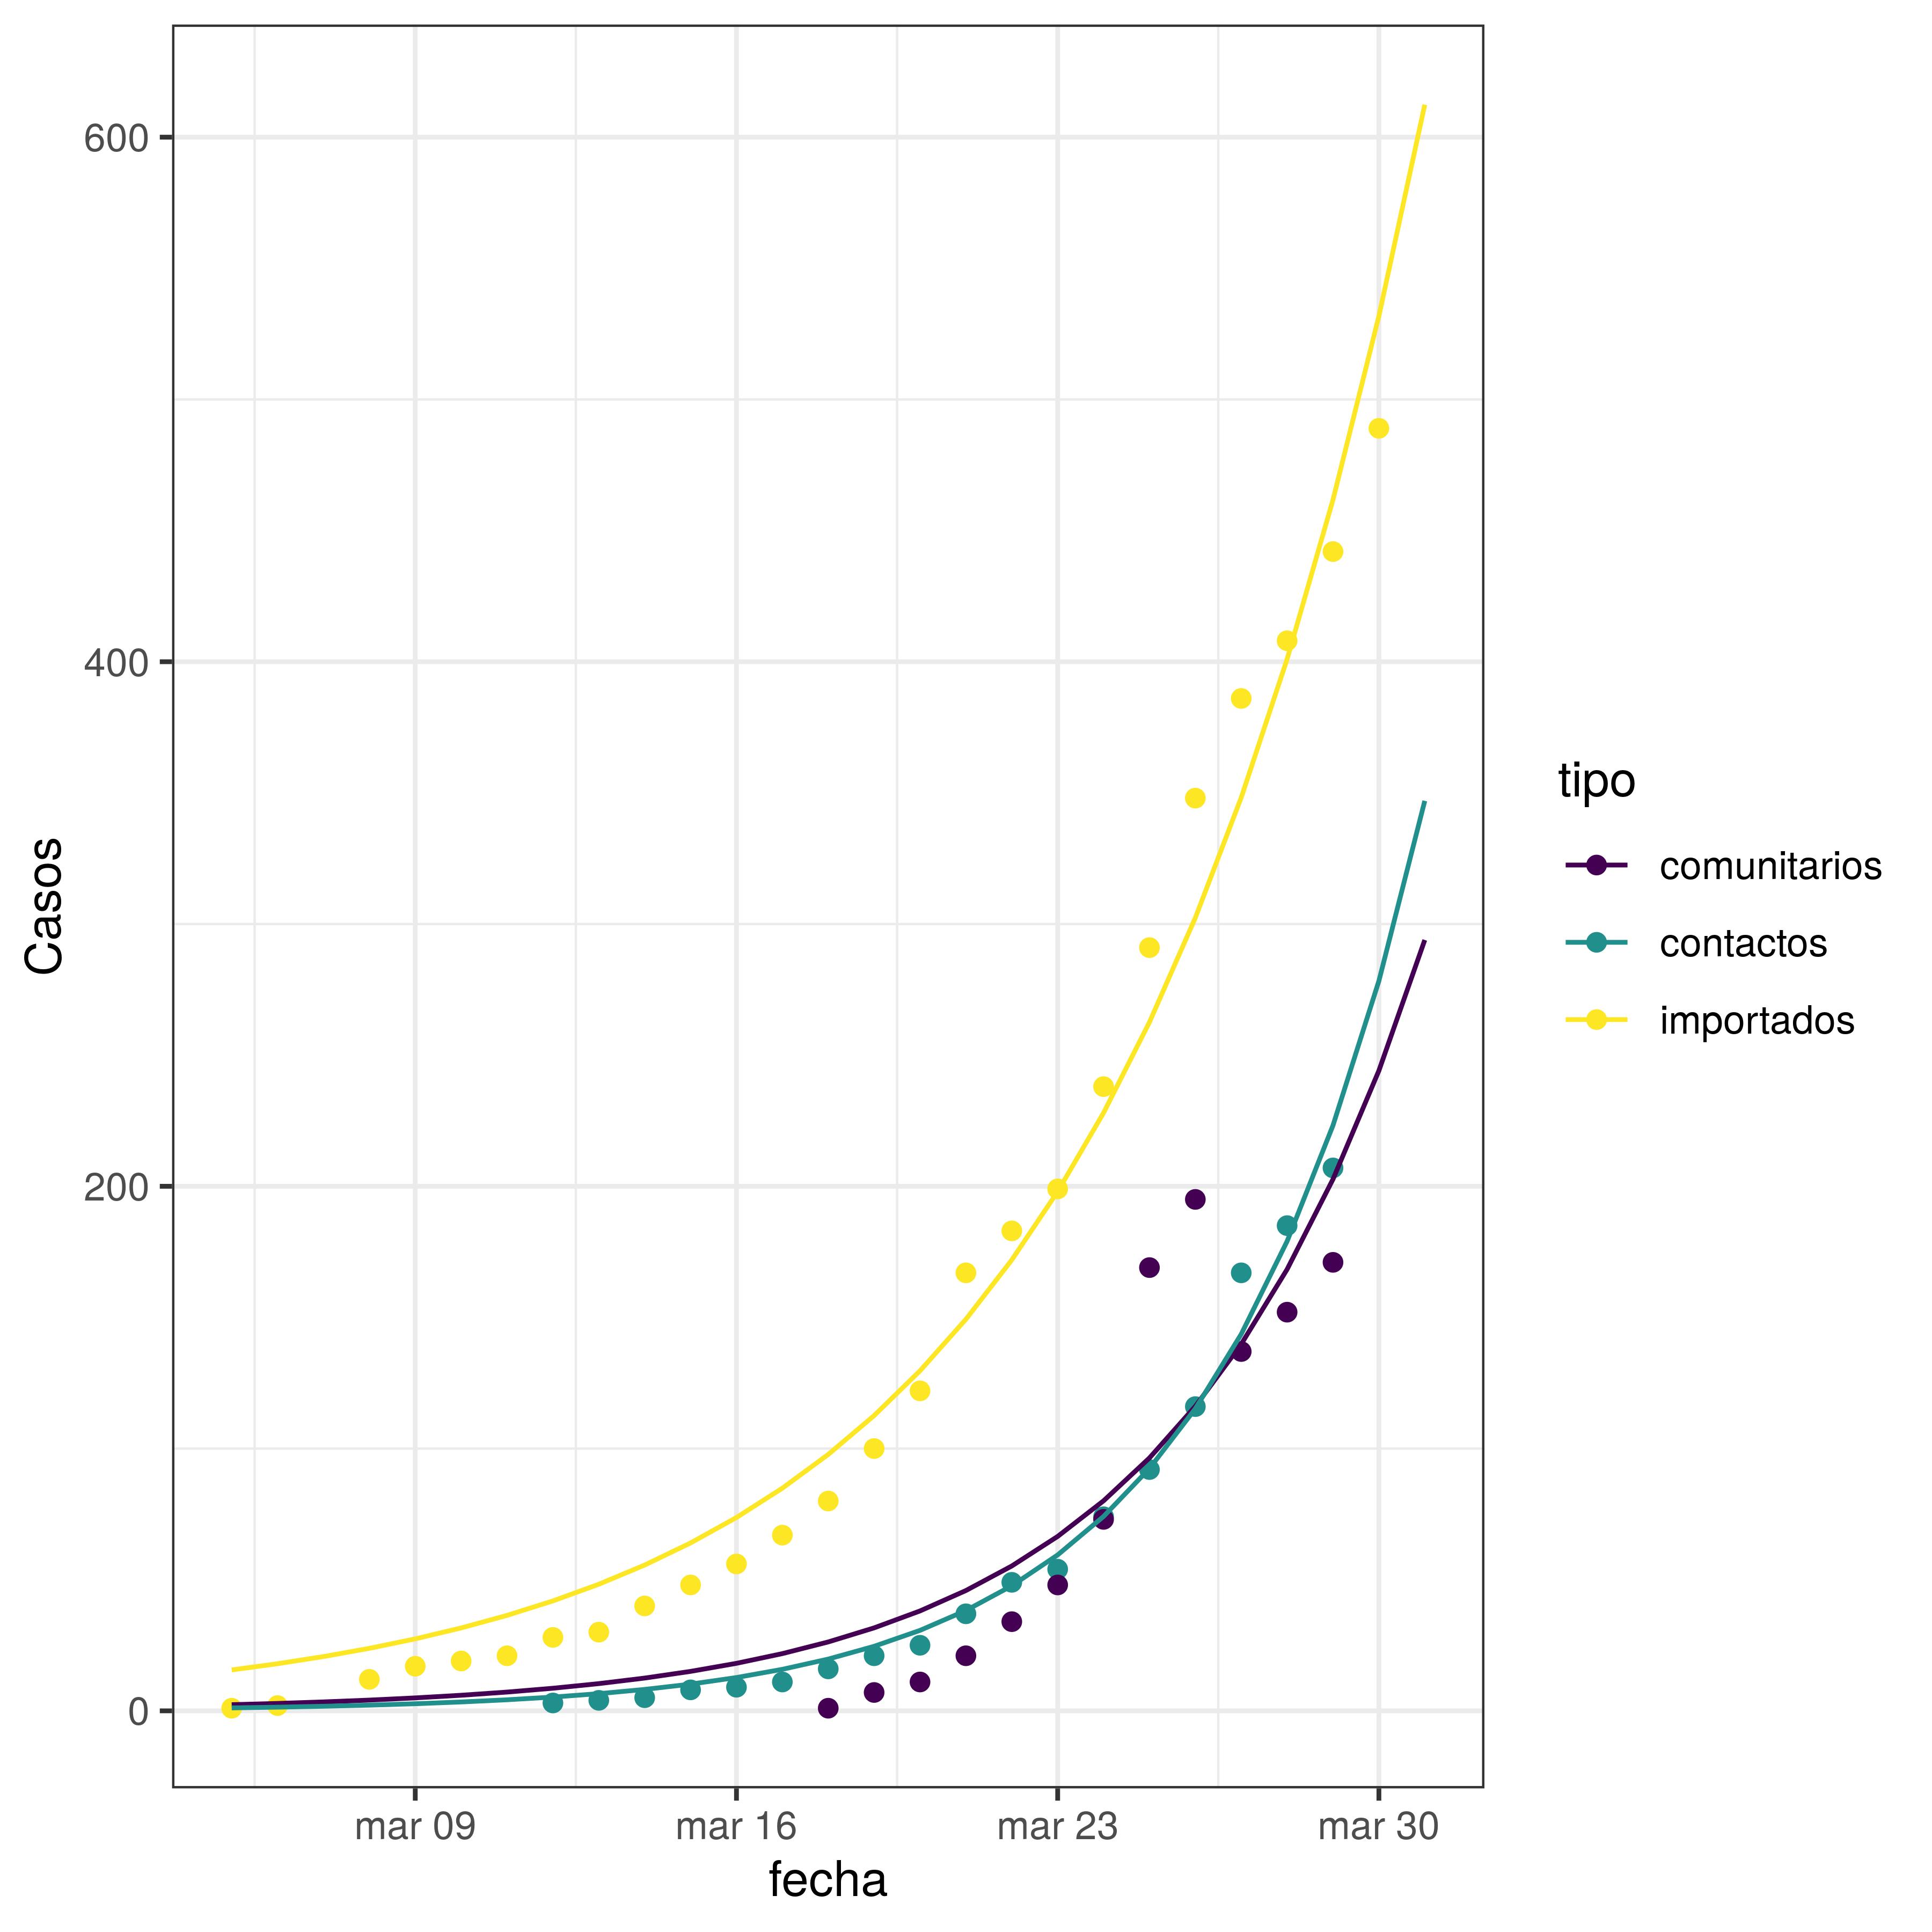 600
400
200
0
Casos
mar 09
mar 16
mar 23
mar 30
fecha
tipo
comunitarios
contactos
importados